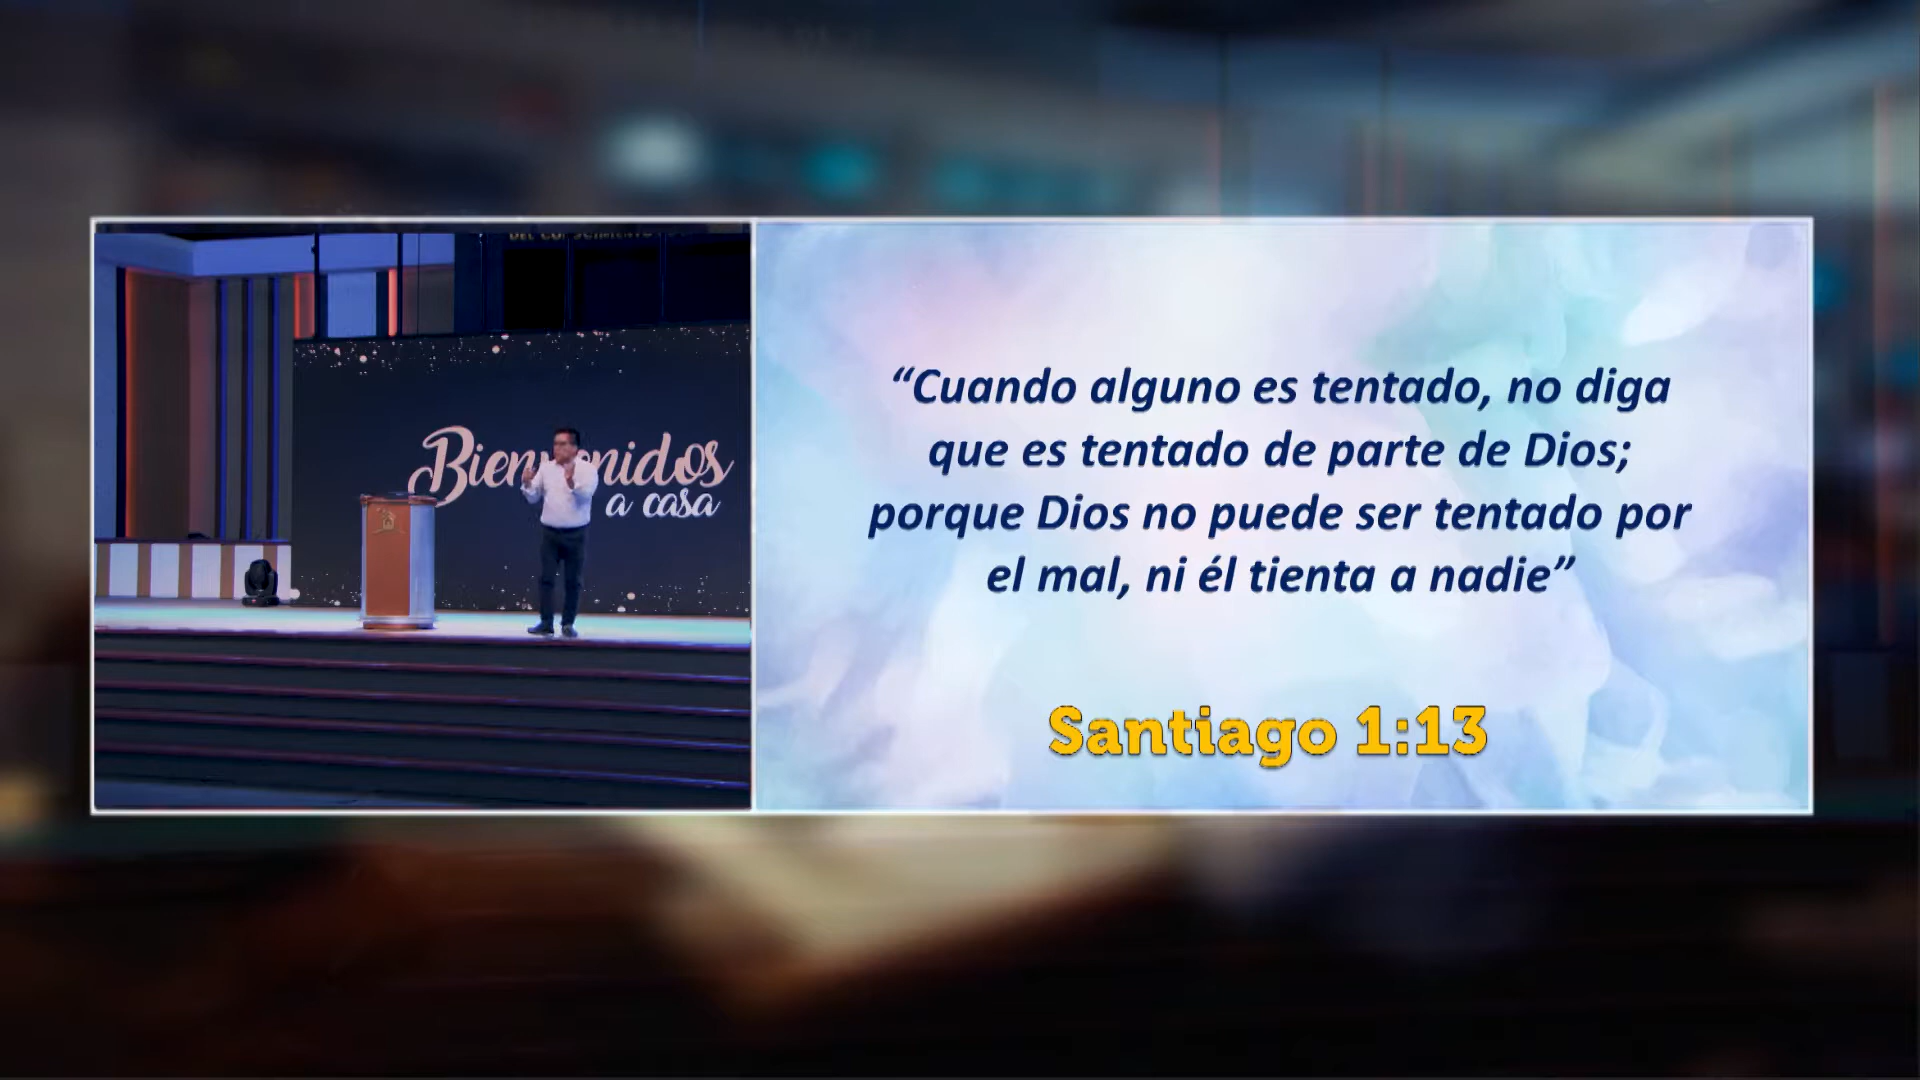 Bienvenidos
a casa
“Cuando alguno es tentado, no diga
que es tentado de parte de Dios;
porque Dios no puede ser tentado por
el mal, ni él tienta a nadie”
Santiago 1:13